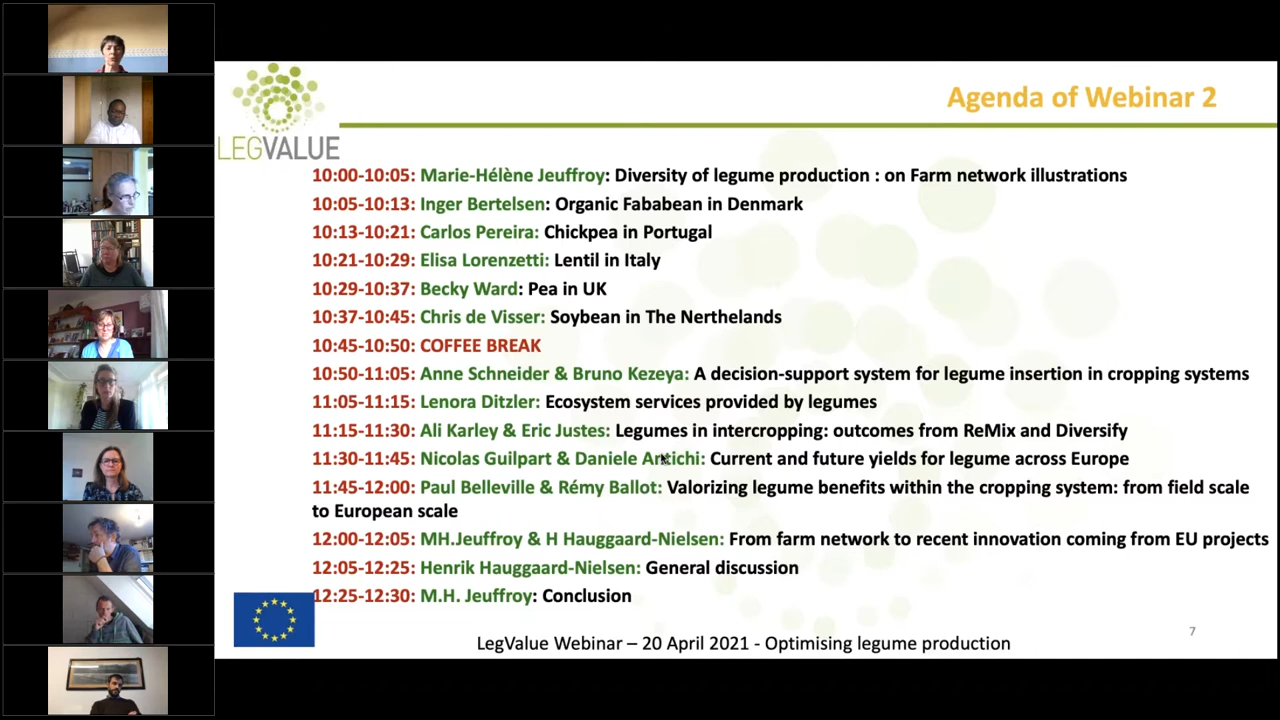 Agenda of Webinar 2
LEGVALUE
10:00-10:05: Marie-Hélène Jeuffroy: Diversity of legume production : on Farm network illustrations
10:05-10:13: Inger Bertelsen: Organic Fababean in Denmark
10:13-10:21: Carlos Pereira: Chickpea in Portugal
10:21-10:29: Elisa Lorenzetti: Lentil in Italy
10:29-10:37: Becky Ward: Pea in UK
10:37-10:45: Chris de Visser: Soybean in The Nerthelands
10:45-10:50: COFFEE BREAK
10:50-11:05: Anne Schneider & Bruno Kezeya: A decision-support system for legume insertion in cropping systems
11:05-11:15: Lenora Ditzler: Ecosystem services provided by legumes
11:15-11:30: Ali Karley & Eric Justes: Legumes in intercropping: outcomes from ReMix and Diversify
11:30-11:45: Nicolas Guilpart & Daniele Antichi: Current and future yields for legume across Europe
11:45-12:00: Paul Belleville & Rémy Ballot: Valorizing legume benefits within the cropping system: from field scale
to European scale
12:00-12:05: MH.Jeuffroy & H Hauggaard-Nielsen: From farm network to recent innovation coming from EU projects
12:05-12:25: Henrik Hauggaard-Nielsen: General discussion
12:25-12:30: M.H. Jeuffroy: Conclusion
7
LegValue Webinar – 20 April 2021 - Optimising legume production